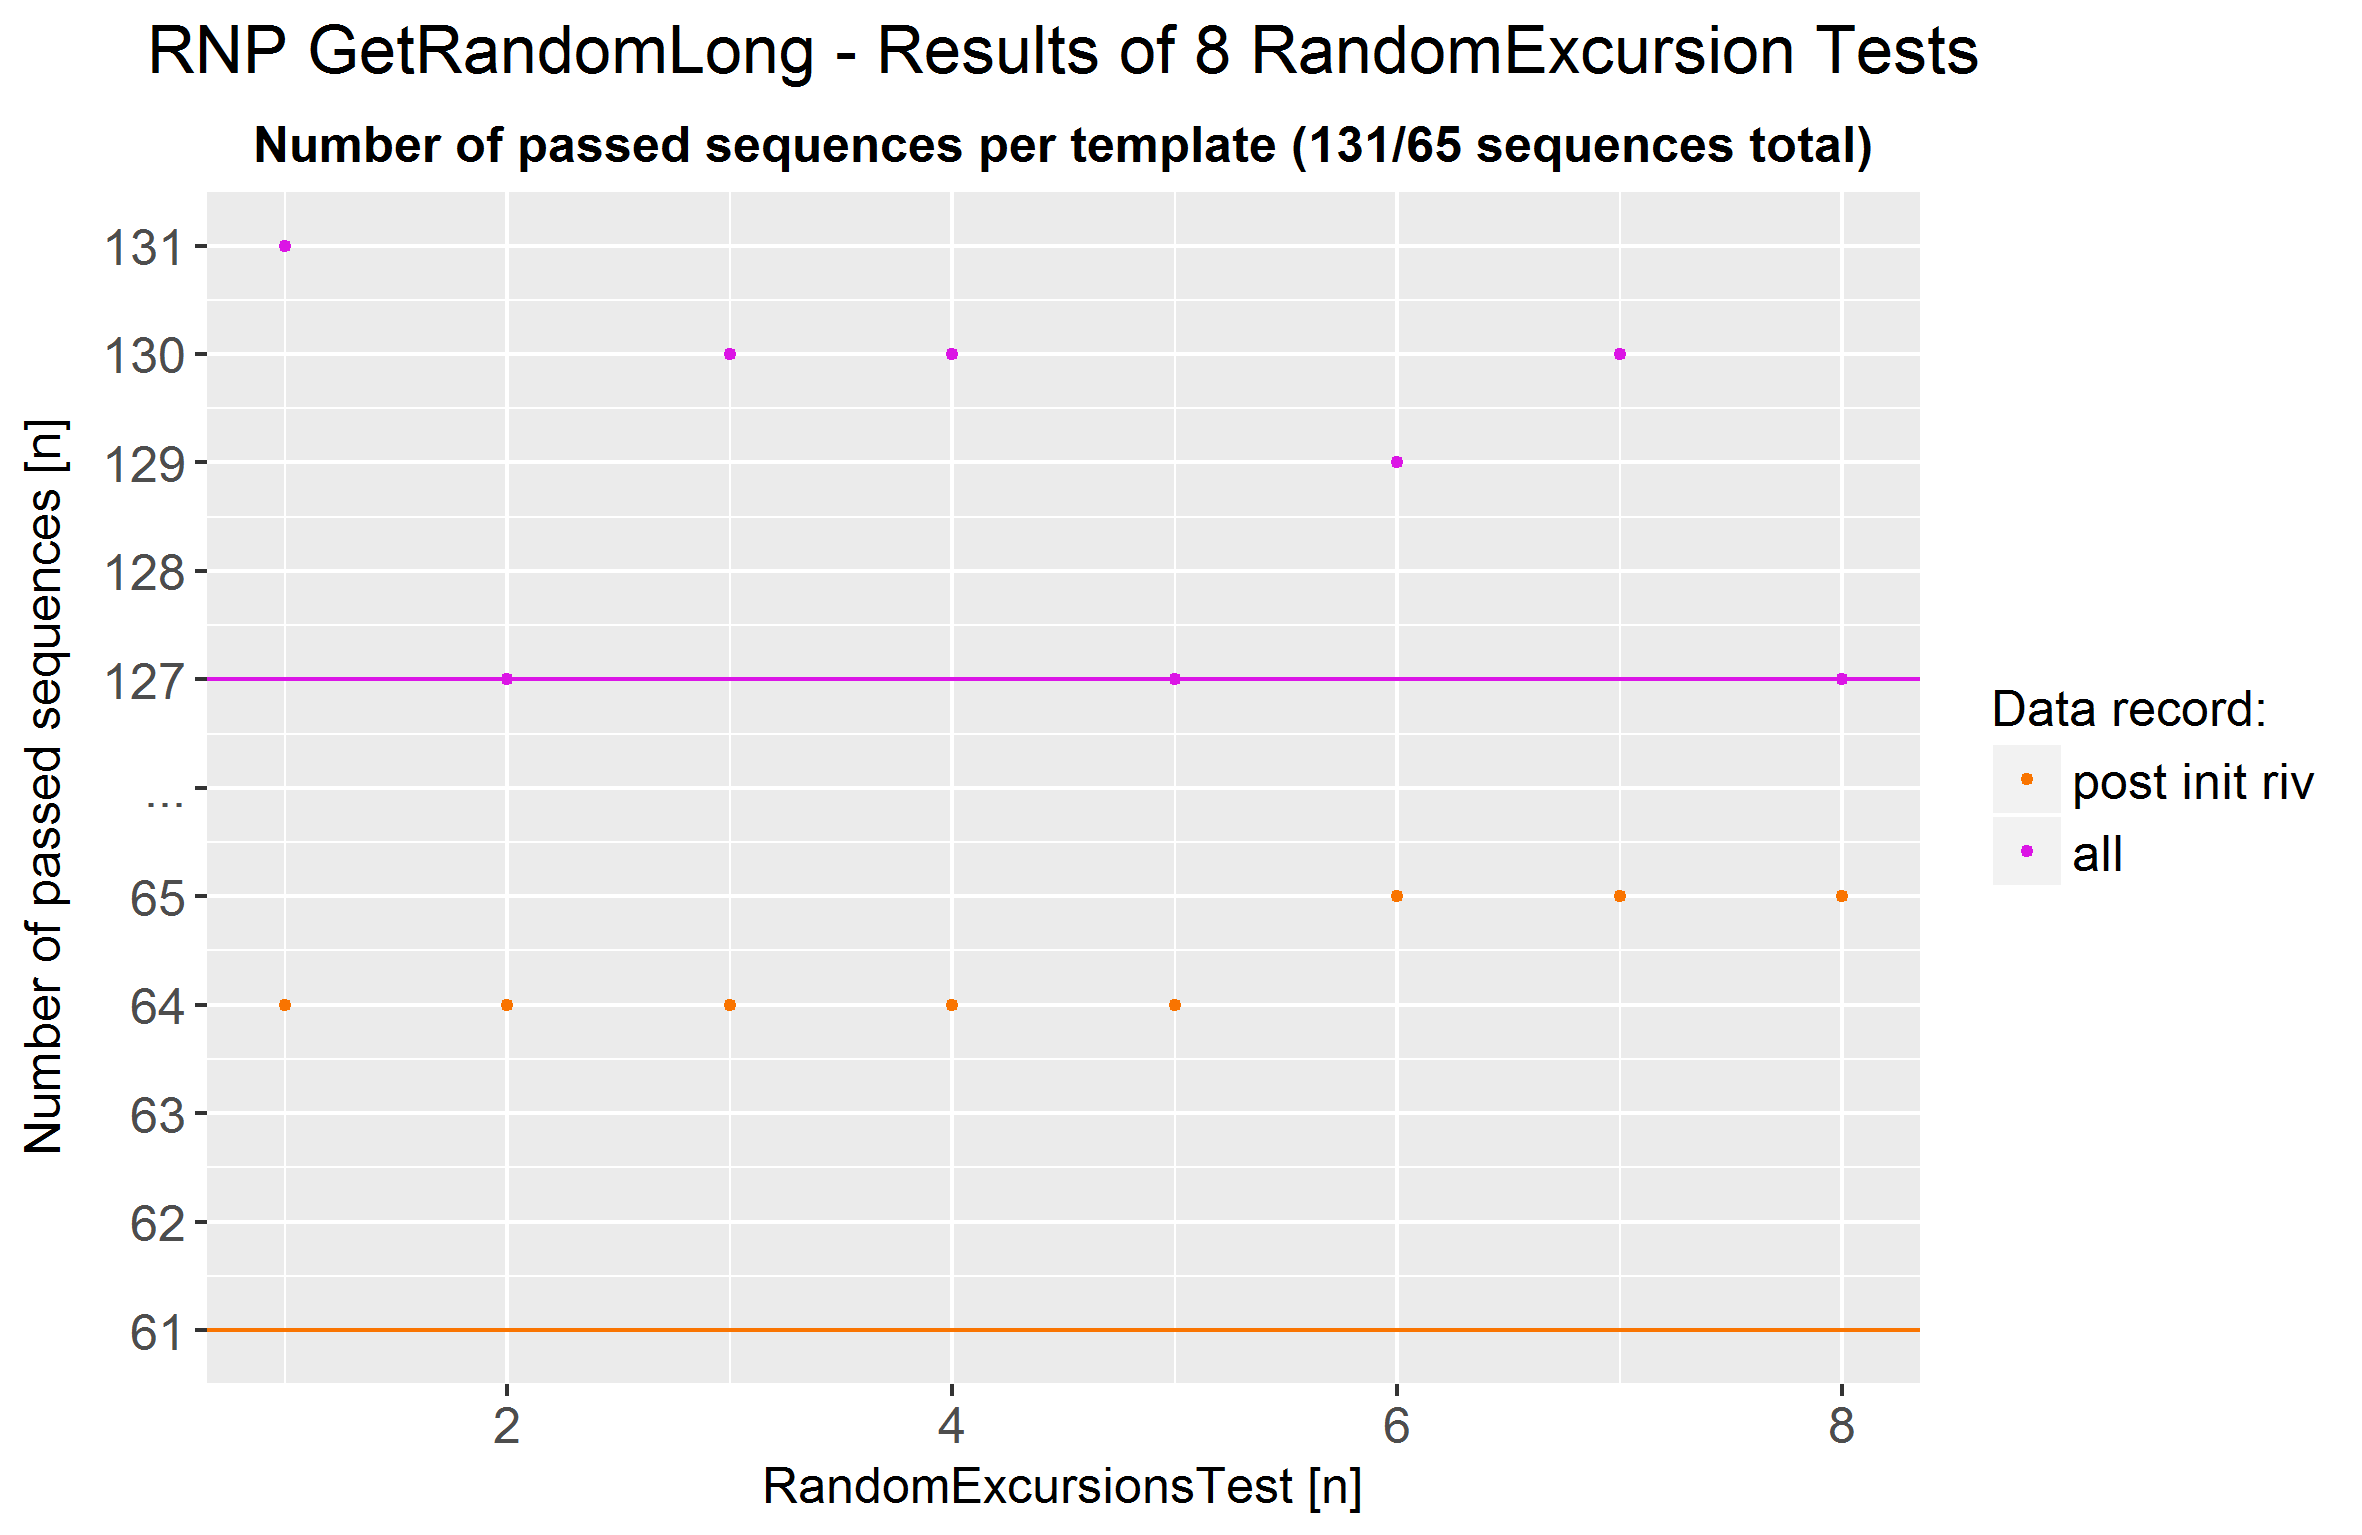 RNP GetRandomLong - Results of 8 RandomExcursion Tests
Number of passed sequences per template (131/65 sequences total)
Number of passed sequences [n]
131
130
129
128
127
...
65
64
63
62
61
2 4 6 8
RandomExcursionsTest [n]
Data record:
post init riv
all